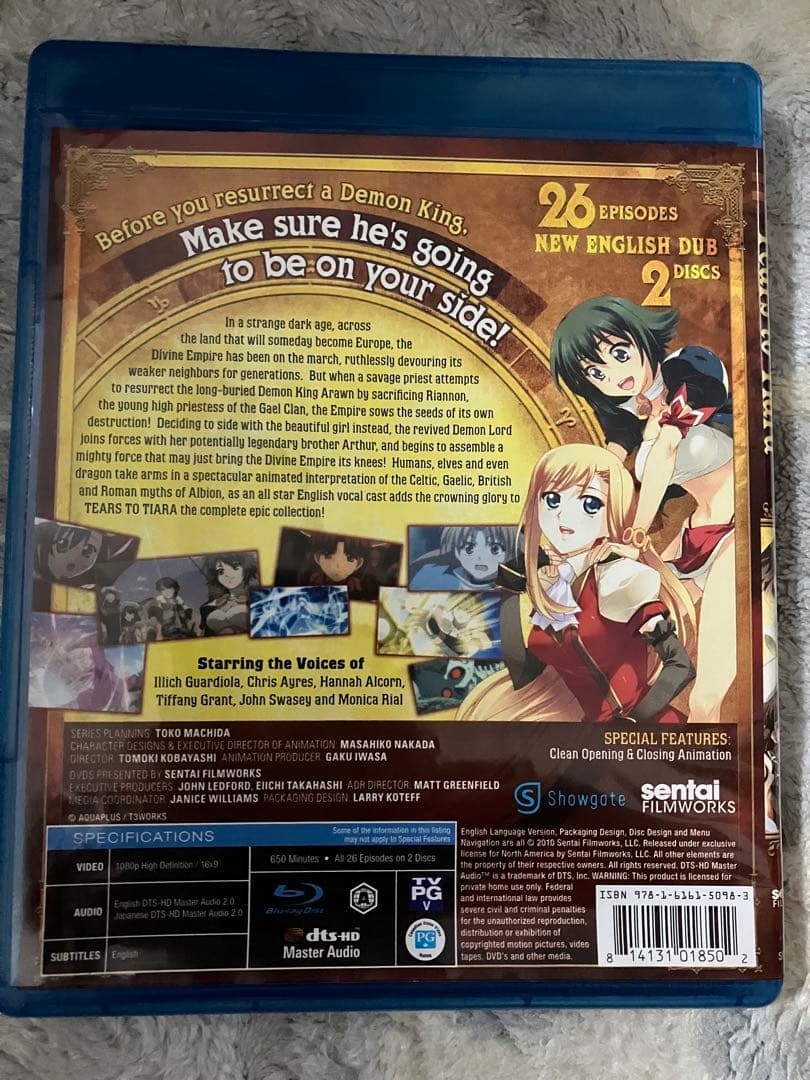 Before you resurrect a Demon King,
Make sure he's going
to be on your side!
26 EPISODES
NEW ENGLISH DUB
2 DISCS
In a strange dark age, across
the land that will someday become Europe, the
Divine Empire has been on the march, ruthlessly devouring its
weaker neighbors for generations. But when a savage priest attempts
to resurrect the long-buried Demon King Arawn by sacrificing Riannon,
the young high priestess of the Gael Clan, the Empire sows the seeds of its own
destruction! Deciding to side with the beautiful girl instead, the revived Demon Lord
joins forces with her potentially legendary brother Arthur, and begins to assemble a
mighty force that may just bring the Divine Empire its knees! Humans, elves and even
dragon take arms in a spectacular animated interpretation of the Celtic, Gaelic, British
and Roman myths of Albion, as an all star English vocal cast adds the crowning glory to
TEARS TO TIARA the complete epic collection!
Starring the Voices of
Illich Guardiola, Chris Ayres, Hannah Alcorn,
Tiffany Grant, John Swasey and Monica Rial
SERIES PLANNING: TOKO MACHIDA
CHARACTER DESIGNS & EXECUTIVE DIRECTOR OF ANIMATION: MASAHIKO NAKADA
DIRECTOR: TOMOKI KOBAYASHI ANIMATION PRODUCER: GAKU IWASA
DVDS PRESENTED BY SENTAI FILMWORKS
EXECUTIVE PRODUCERS: JOHN LEDFORD, EIICHI TAKAHASHI ADR DIRECTOR: MATT GREENFIELD
MEDIA COORDINATOR: JANICE WILLIAMS PACKAGING DESIGN: LARRY KOTEFF
© AQUAPLUS / T3WORKS
SPECIAL FEATURES:
Clean Opening & Closing Animation
Showgate
sentai
FILMWORKS
SPECIFICATIONS
Some of the information in this listing
may not apply to Special Features
VIDEO
1080p High Definition / 16x9
AUDIO
English DTS-HD Master Audio 2.0
Japanese DTS-HD Master Audio 2.0
SUBTITLES
English
650 Minutes • All 26 Episodes on 2 Discs
Blu-ray Disc
A
dts-HD
Master Audio
TV
PG
V
PG
English Language Version, Packaging Design, Disc Design and Menu
Navigation are all © 2010 Sentai Filmworks, LLC. Released under exclusive
license for North America by Sentai Filmworks, LLC. All other elements are
the property of their respective owners. All rights reserved. DTS-HD Master
Audio™ is a trademark of DTS, Inc. WARNING: This product is licensed for
private home use only. Federal
and international law provides
severe civil and criminal penalties
for the unauthorized reproduction,
distribution or exhibition of
copyrighted motion pictures, video
tapes, DVD's and other media.
ISBN 978-1-6161-5098-3
8 14131 01850 2